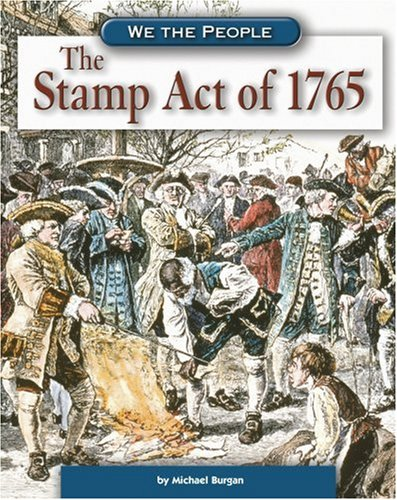 WE THE PEOPLE
The
Stamp Act of 1765
by Michael Burgan